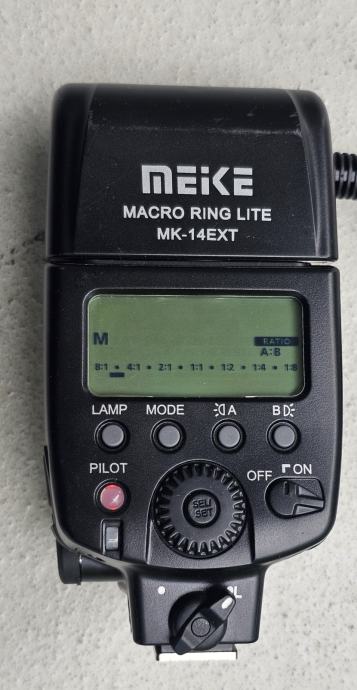 MEIKE
MACRO RING LITE
MK-14EXT
M
RATIO
A:B
8:1 • 4:1 • 2:1 • 1:1 • 1:2 • 1:4 • 1:8
LAMP MODE A B
PILOT
SEL/
SET
OFF ON
L